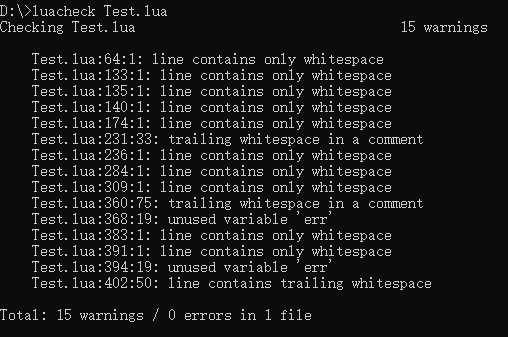 D:\>luacheck Test.lua
Checking Test.lua 15 warnings
Test.lua:64:1: line contains only whitespace
Test.lua:133:1: line contains only whitespace
Test.lua:135:1: line contains only whitespace
Test.lua:140:1: line contains only whitespace
Test.lua:174:1: line contains only whitespace
Test.lua:231:33: trailing whitespace in a comment
Test.lua:236:1: line contains only whitespace
Test.lua:284:1: line contains only whitespace
Test.lua:309:1: line contains only whitespace
Test.lua:360:75: trailing whitespace in a comment
Test.lua:368:19: unused variable 'err'
Test.lua:383:1: line contains only whitespace
Test.lua:391:1: line contains only whitespace
Test.lua:394:19: unused variable 'err'
Test.lua:402:50: line contains trailing whitespace
Total: 15 warnings / 0 errors in 1 file